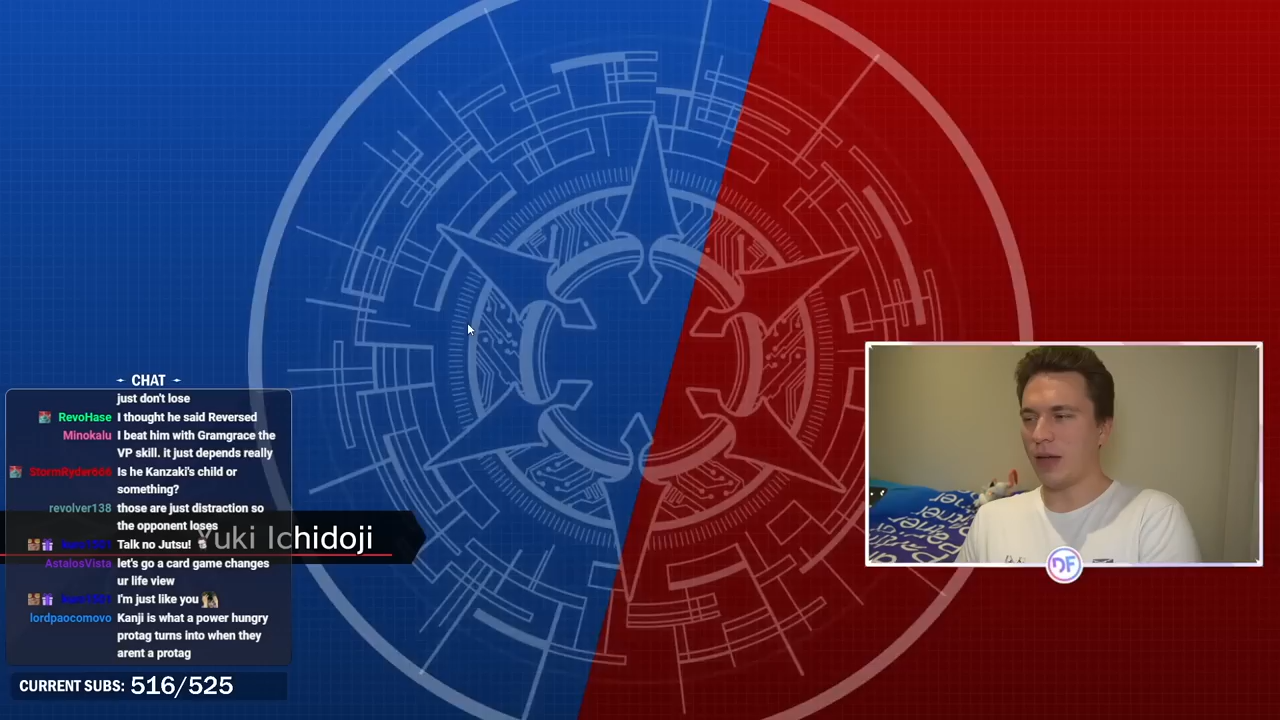 CHAT
just don't lose
RevoHase I thought he said Reversed
Minokalu I beat him with Gramgrace the
VP skill. it just depends really
StormRyder666 Is he Kanzaki's child or
something?
revolver138 those are just distraction so
the opponent loses
Yuki Ichidoji
Talk no Jutsu!
AstalosVista let's go a card game changes
ur life view
I'm just like you
lordpaocomovo Kanji is what a power hungry
protag turns into when they
arent a protag
CURRENT SUBS: 516/525
DF